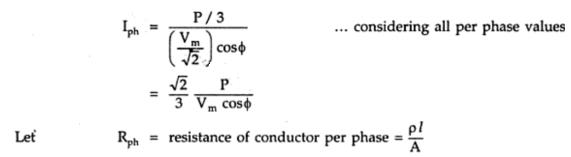 I_ph = (P / 3) / ((V_m / √2) cosϕ) ... considering all per phase values
= (√2 / 3) (P / (V_m cosϕ))
Let R_ph = resistance of conductor per phase = ρl / A